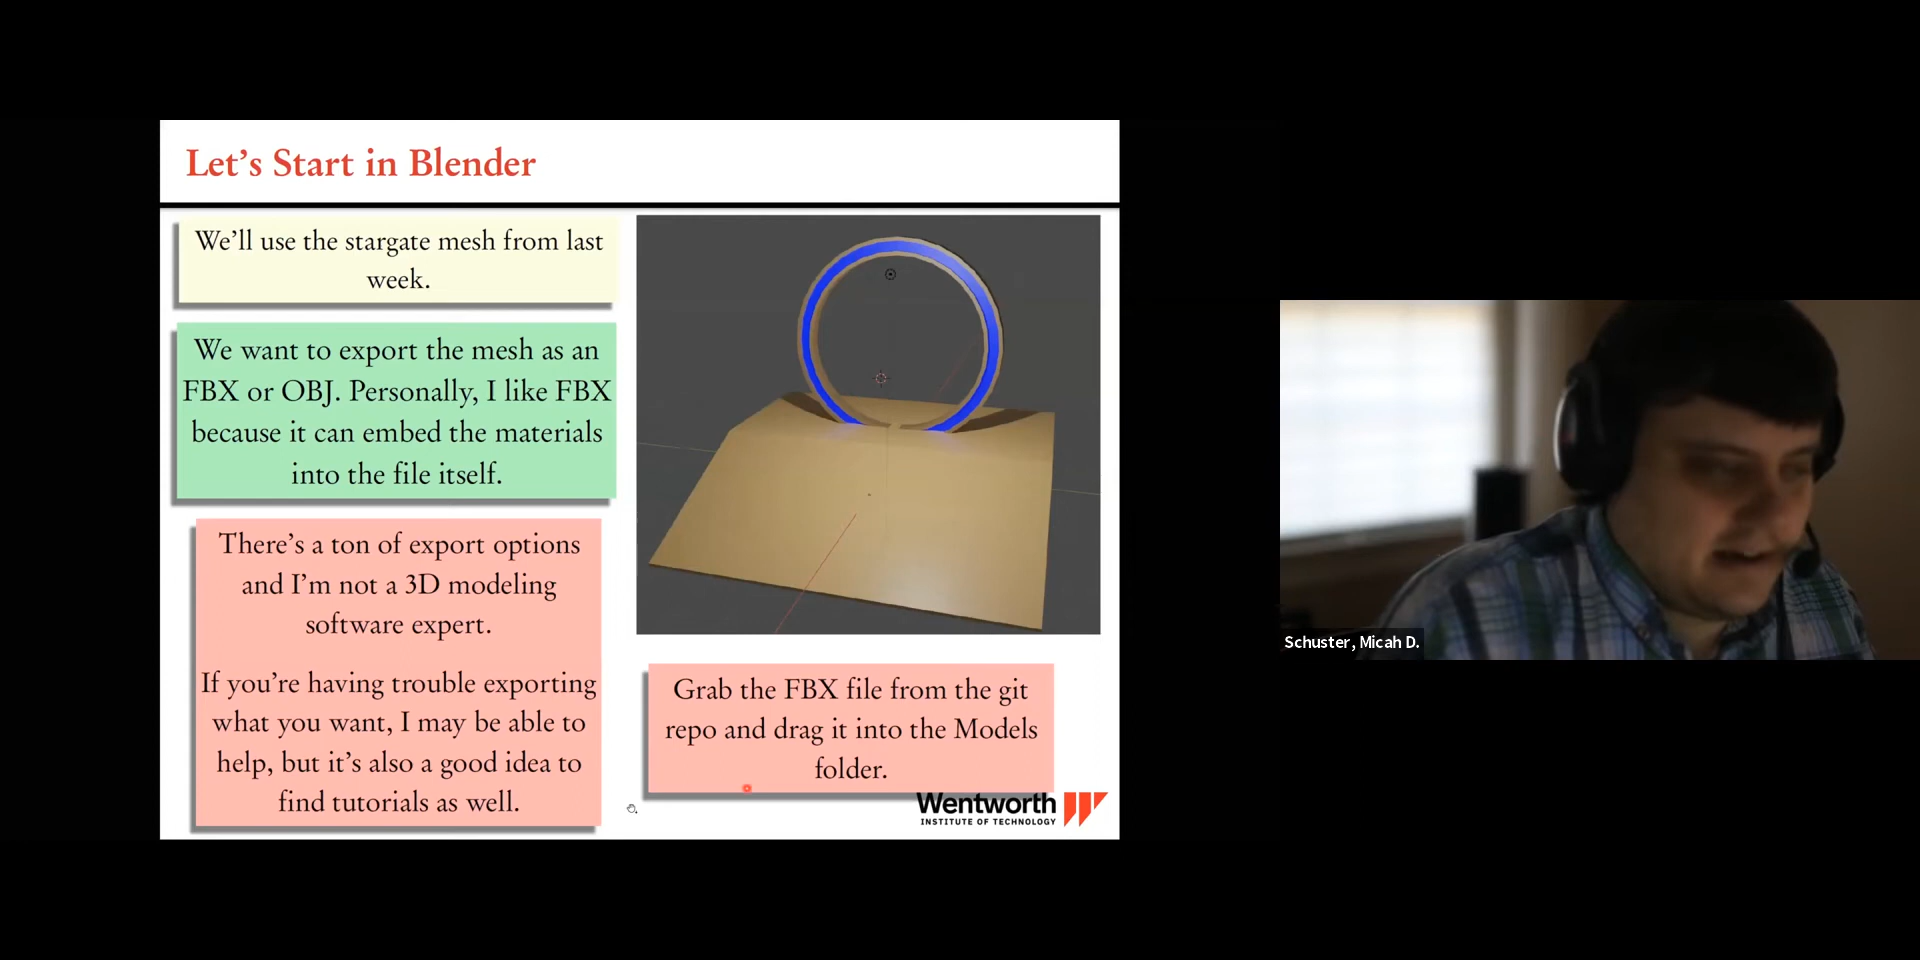 Let's Start in Blender
We'll use the stargate mesh from last
week.
We want to export the mesh as an
FBX or OBJ. Personally, I like FBX
because it can embed the materials
into the file itself.
There's a ton of export options
and I'm not a 3D modeling
software expert.
If you're having trouble exporting
what you want, I may be able to
help, but it's also a good idea to
find tutorials as well.
Grab the FBX file from the git
repo and drag it into the Models
folder.
Wentworth
INSTITUTE OF TECHNOLOGY
Schuster, Micah D.